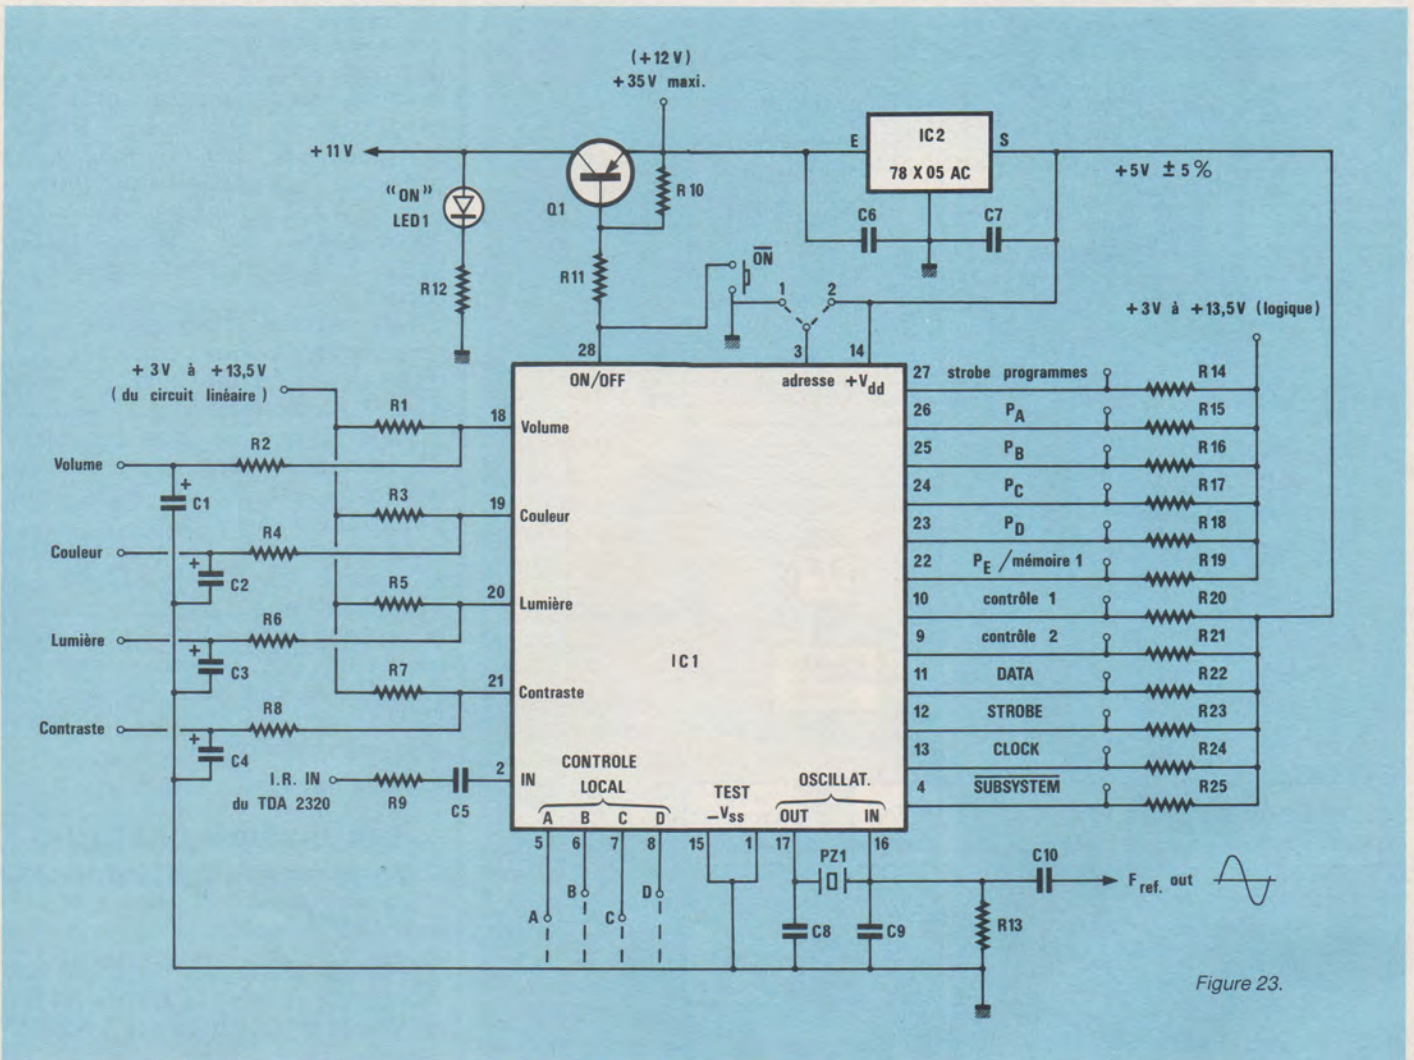 (+12 V)
+35V maxi.
+11V
"ON"
LED1
Q1
R10
E
IC2
78 X 05 AC
S
+5V ± 5%
C6
C7
R12
R11
ON
1
2
+ 3V à +13,5V (logique)
+ 3V à +13,5V
(du circuit linéaire)
28
3
14
ON/OFF
adresse
+Vdd
R1
18
Volume
R2
Volume
C1
+
R3
19
Couleur
R4
Couleur
C2
+
R5
20
Lumière
R6
Lumière
C3
+
R7
21
Contraste
R8
Contraste
C4
+
I.R. IN
du TDA 2320
R9
C5
2
IN
IC1
27 strobe programmes R14
26 PA R15
25 PB R16
24 PC R17
23 PD R18
22 PE /mémoire 1 R19
10 contrôle 1 R20
9 contrôle 2 R21
11 DATA R22
12 STROBE R23
13 CLOCK R24
4 SUBSYSTEM R25
CONTROLE
LOCAL
A B C D
TEST
–Vss
OSCILLAT.
OUT IN
5 6 7 8
15 1 17 16
PZ1
A
B
C
D
C8
C9
C10
Fref. out
R13
Figure 23.